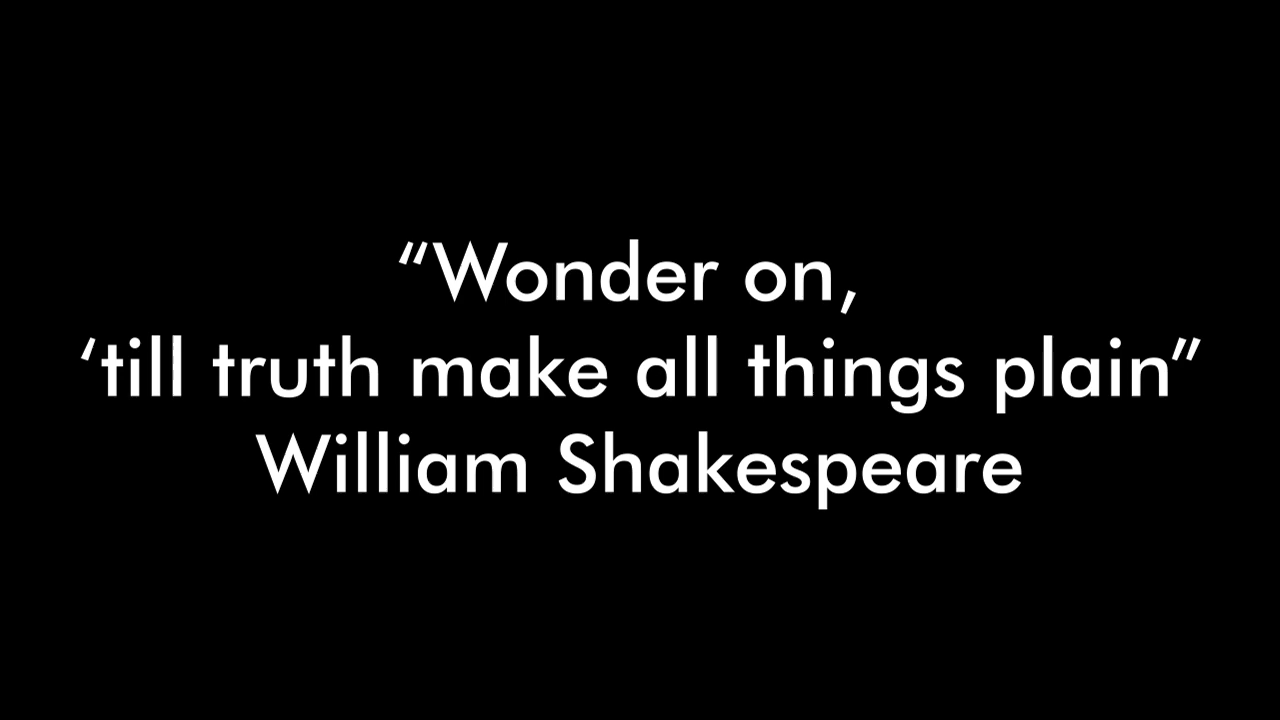 “Wonder on,
‘till truth make all things plain”
William Shakespeare